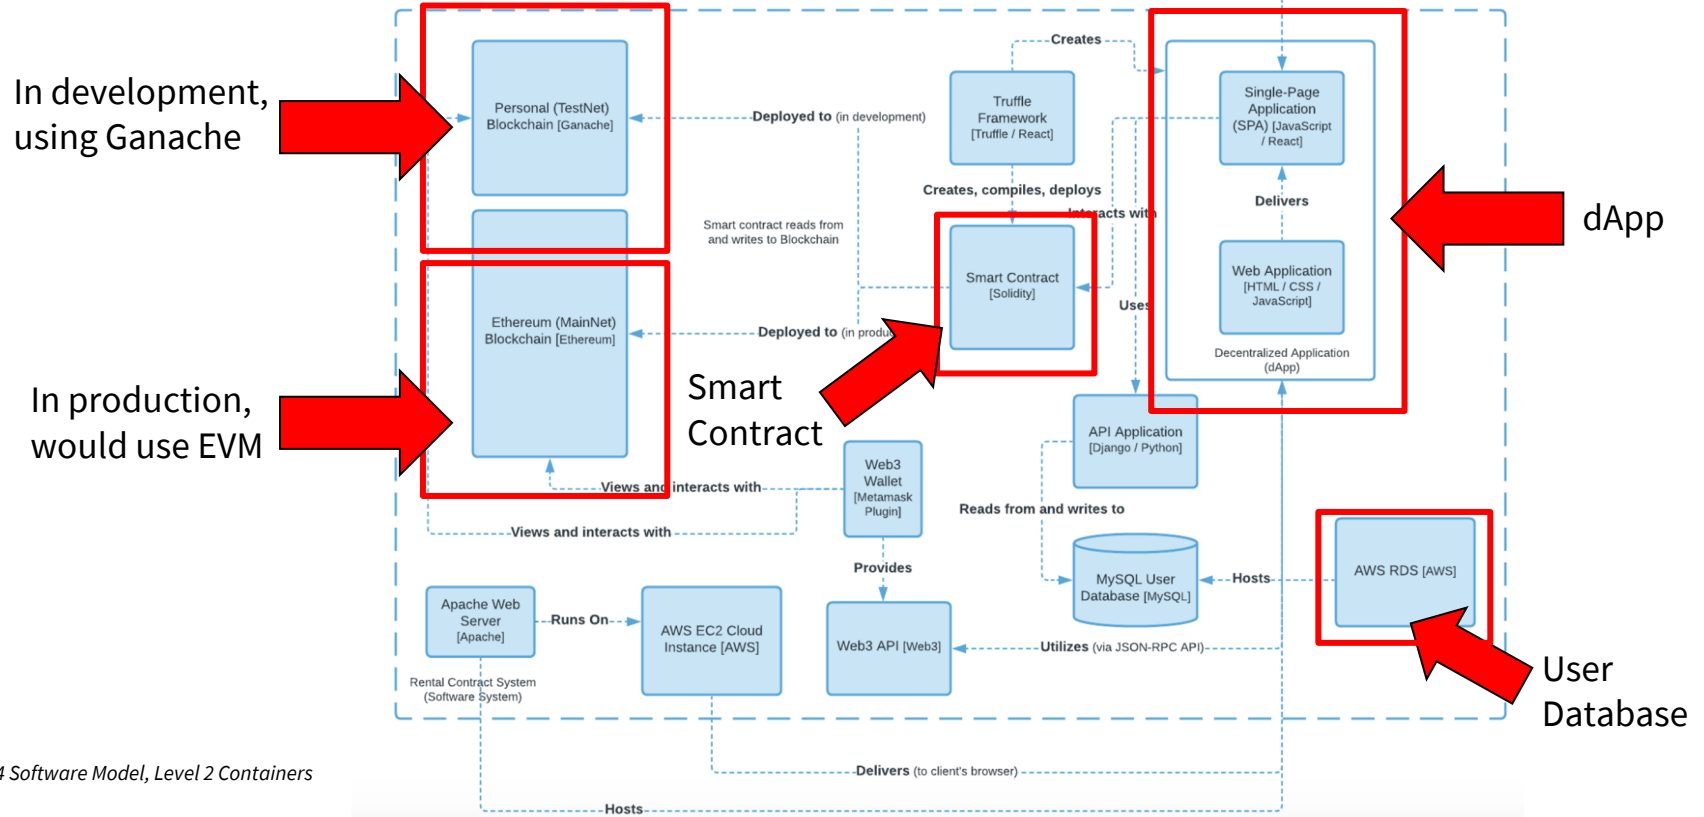 In development,
using Ganache
In production,
would use EVM
Personal (TestNet)
Blockchain [Ganache]
Ethereum (MainNet)
Blockchain [Ethereum]
Deployed to (in development)
Smart contract reads from
and writes to Blockchain
Deployed to (in produc
Creates
Truffle
Framework
[Truffle / React]
Creates, compiles, deploys
Interacts with
Smart Contract
[Solidity]
Smart
Contract
Uses
Single-Page
Application
(SPA) [JavaScript
/ React]
Delivers
Web Application
[HTML / CSS /
JavaScript]
Decentralized Application
(dApp)
dApp
API Application
[Django / Python]
Reads from and writes to
MySQL User
Database [MySQL]
Hosts
AWS RDS [AWS]
User
Database
Web3
Wallet
[Metamask
Plugin]
Views and interacts with
Views and interacts with
Provides
Web3 API [Web3]
Utilizes (via JSON-RPC API)
Apache Web
Server
[Apache]
Runs On
AWS EC2 Cloud
Instance [AWS]
Rental Contract System
(Software System)
Delivers (to client's browser)
Hosts
4 Software Model, Level 2 Containers